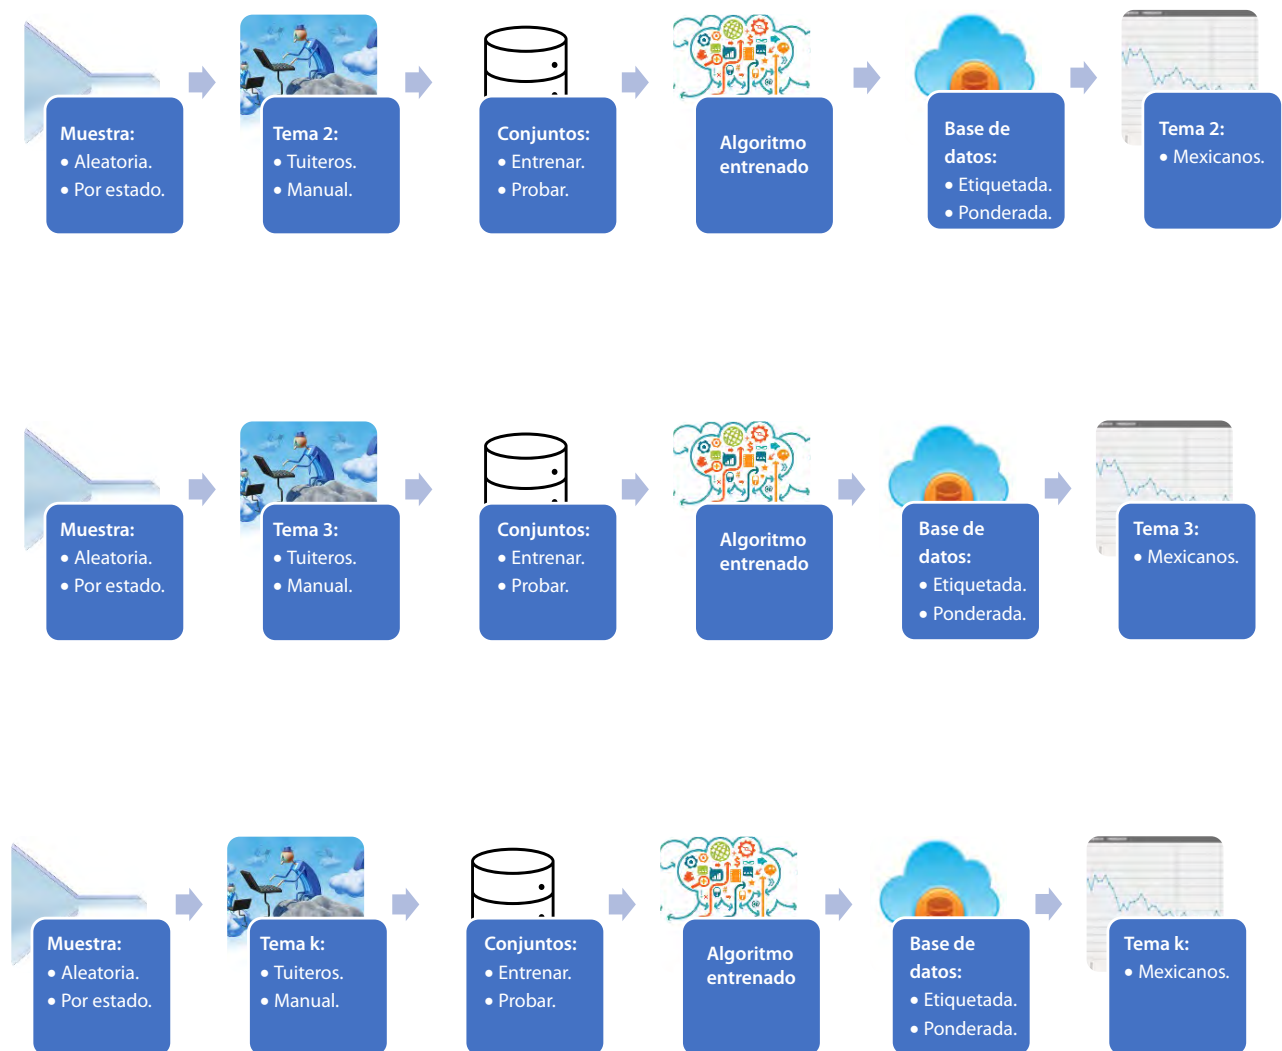 Muestra:
• Aleatoria.
• Por estado.
Tema 2:
• Tuiteros.
• Manual.
Conjuntos:
• Entrenar.
• Probar.
Algoritmo
entrenado
Base de
datos:
• Etiquetada.
• Ponderada.
Tema 2:
• Mexicanos.
Muestra:
• Aleatoria.
• Por estado.
Tema 3:
• Tuiteros.
• Manual.
Conjuntos:
• Entrenar.
• Probar.
Algoritmo
entrenado
Base de
datos:
• Etiquetada.
• Ponderada.
Tema 3:
• Mexicanos.
Muestra:
• Aleatoria.
• Por estado.
Tema k:
• Tuiteros.
• Manual.
Conjuntos:
• Entrenar.
• Probar.
Algoritmo
entrenado
Base de
datos:
• Etiquetada.
• Ponderada.
Tema k:
• Mexicanos.